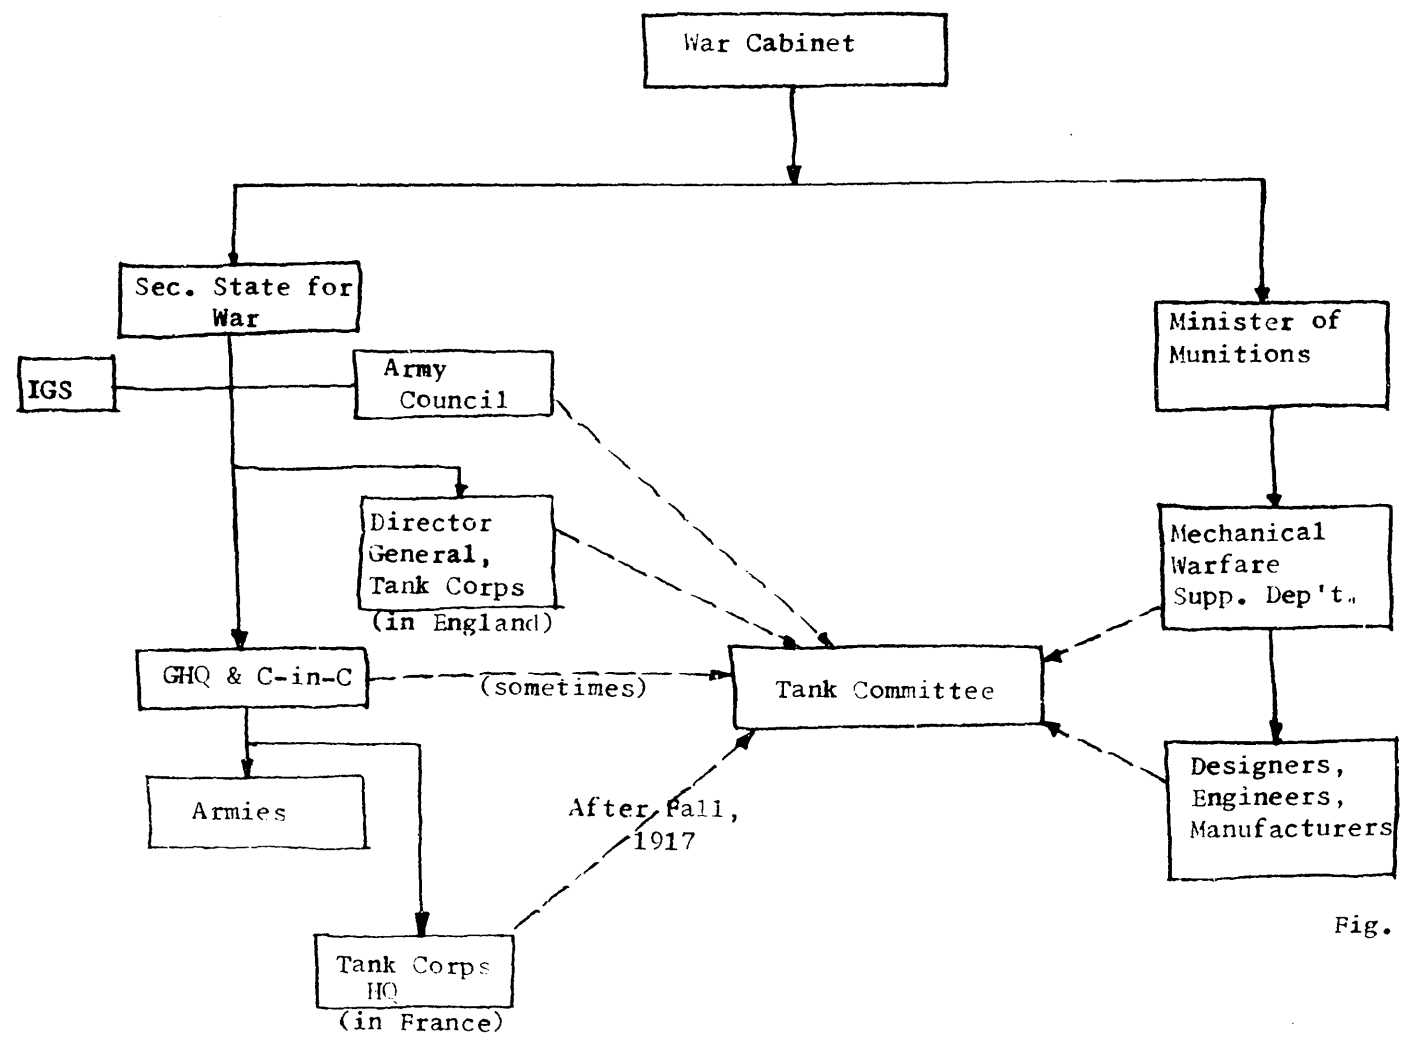 War Cabinet
Sec. State for
War
Minister of
Munitions
IGS
Army
Council
Director
General,
Tank Corps
(in England)
Mechanical
Warfare
Supp. Dep't.
GHQ & C-in-C
(sometimes)
Tank Committee
Designers,
Engineers,
Manufacturers
Armies
After Fall,
1917
Fig.
Tank Corps
HQ
(in France)